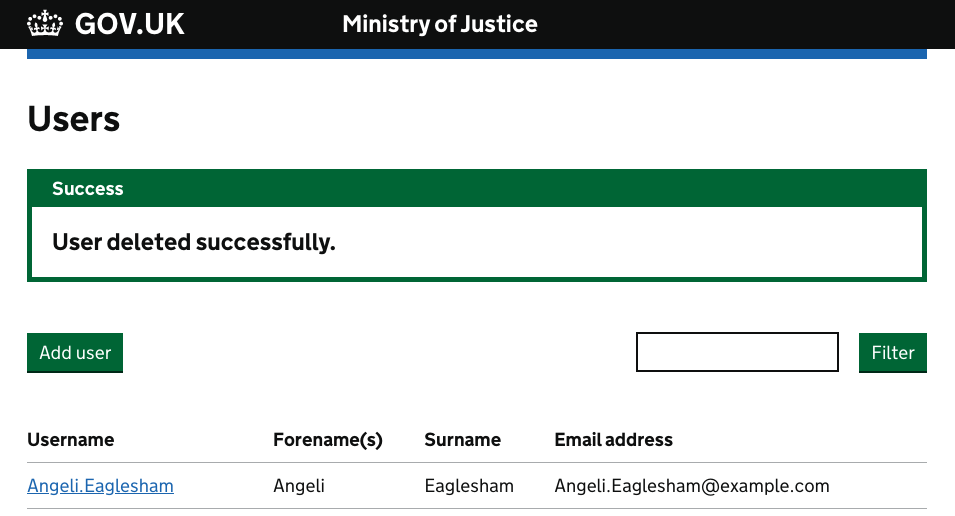 GOV.UK Ministry of Justice
Users
Success
User deleted successfully.
Add user Filter
Username Forename(s) Surname Email address
Angeli.Eaglesham Angeli Eaglesham Angeli.Eaglesham@example.com